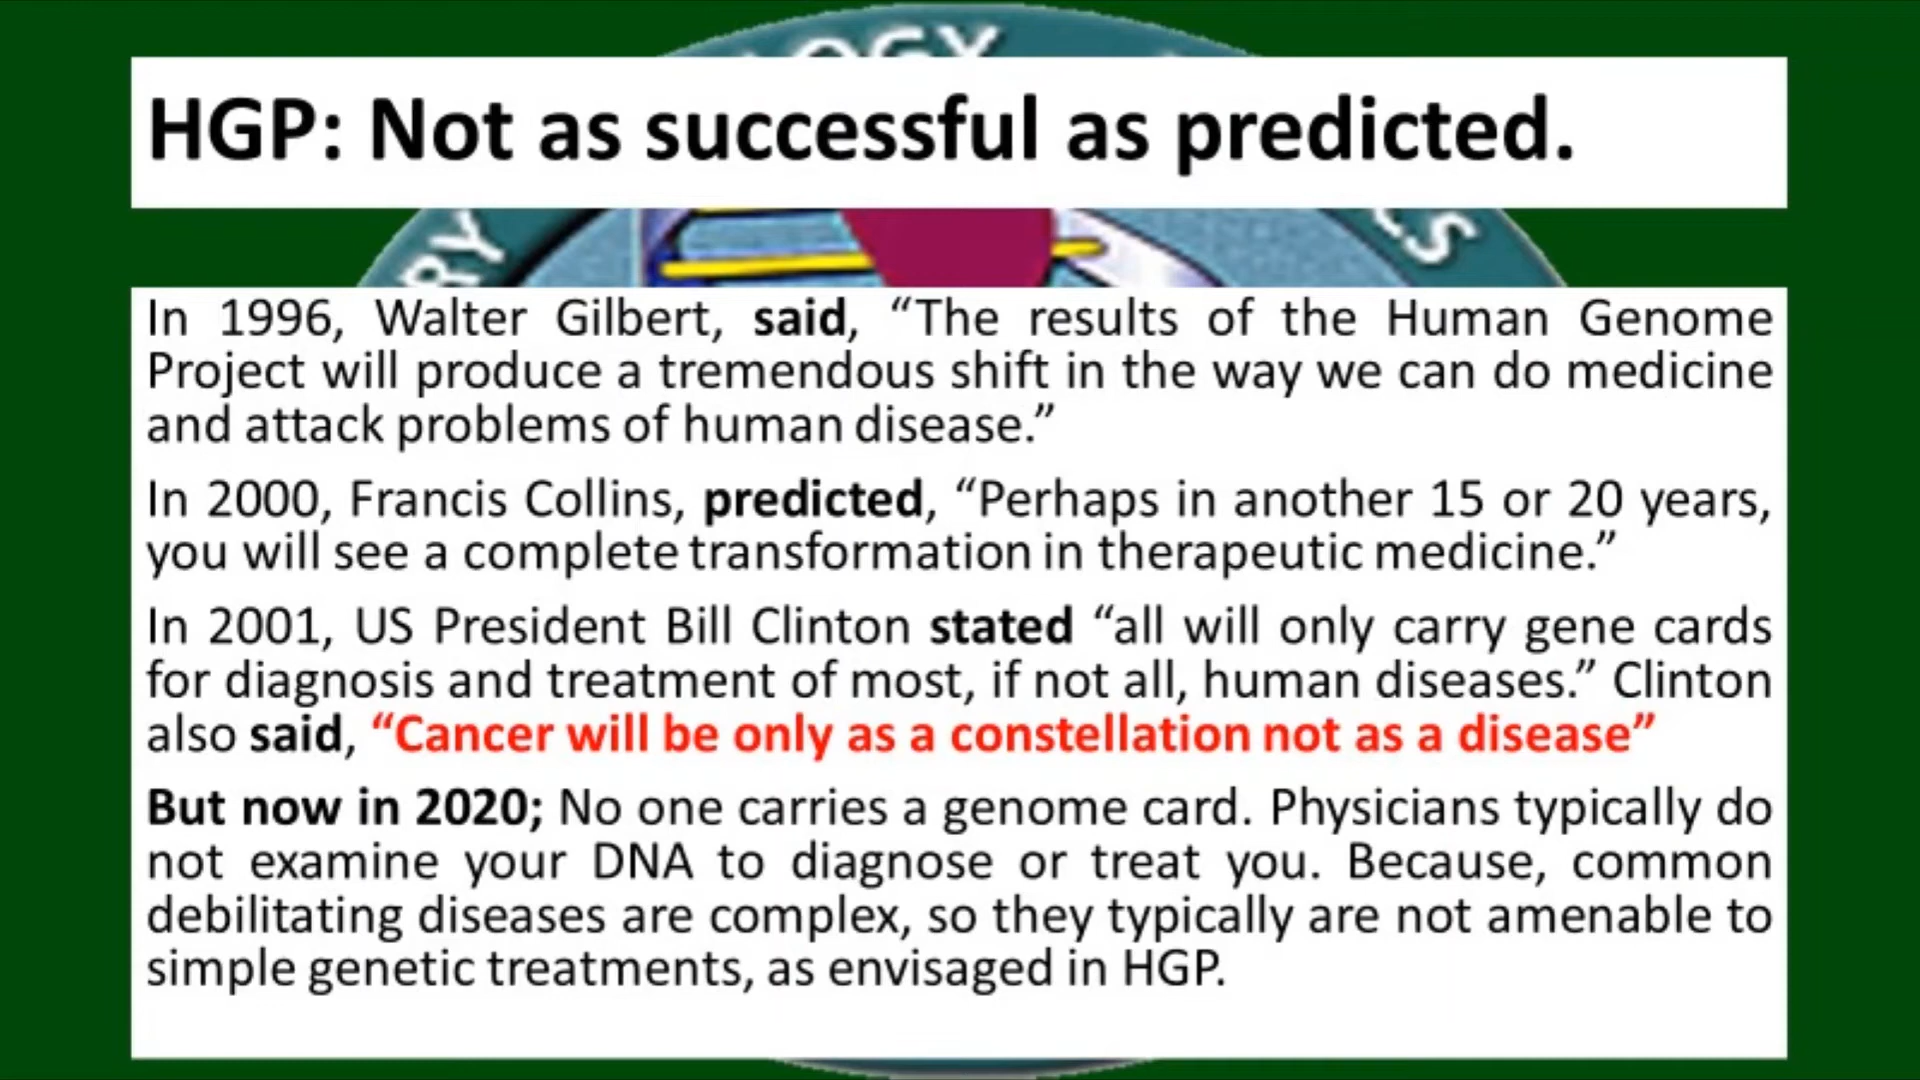 OGY
HGP: Not as successful as predicted.
RY
CS
In 1996, Walter Gilbert, said, “The results of the Human Genome
Project will produce a tremendous shift in the way we can do medicine
and attack problems of human disease.”
In 2000, Francis Collins, predicted, “Perhaps in another 15 or 20 years,
you will see a complete transformation in therapeutic medicine.”
In 2001, US President Bill Clinton stated “all will only carry gene cards
for diagnosis and treatment of most, if not all, human diseases.” Clinton
also said, “Cancer will be only as a constellation not as a disease”
But now in 2020; No one carries a genome card. Physicians typically do
not examine your DNA to diagnose or treat you. Because, common
debilitating diseases are complex, so they typically are not amenable to
simple genetic treatments, as envisaged in HGP.